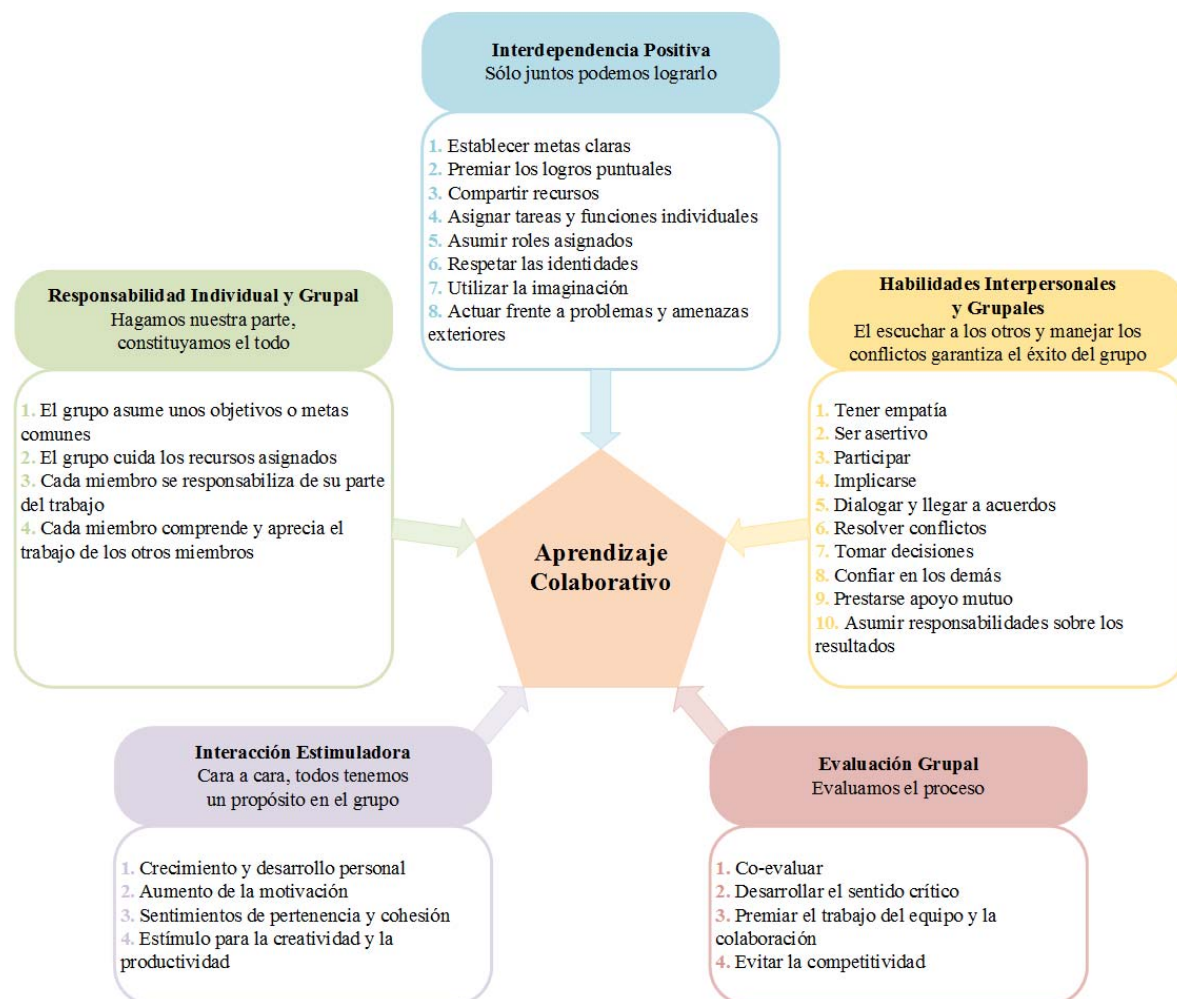 Interdependencia Positiva
Sólo juntos podemos lograrlo
1. Establecer metas claras
2. Premiar los logros puntuales
3. Compartir recursos
4. Asignar tareas y funciones individuales
5. Asumir roles asignados
6. Respetar las identidades
7. Utilizar la imaginación
8. Actuar frente a problemas y amenazas
exteriores
Responsabilidad Individual y Grupal
Hagamos nuestra parte,
constituyamos el todo
1. El grupo asume unos objetivos o metas
comunes
2. El grupo cuida los recursos asignados
3. Cada miembro se responsabiliza de su parte
del trabajo
4. Cada miembro comprende y aprecia el
trabajo de los otros miembros
Habilidades Interpersonales
y Grupales
El escuchar a los otros y manejar los
conflictos garantiza el éxito del grupo
1. Tener empatía
2. Ser asertivo
3. Participar
4. Implicarse
5. Dialogar y llegar a acuerdos
6. Resolver conflictos
7. Tomar decisiones
8. Confiar en los demás
9. Prestarse apoyo mutuo
10. Asumir responsabilidades sobre los
resultados
Aprendizaje
Colaborativo
Interacción Estimuladora
Cara a cara, todos tenemos
un propósito en el grupo
1. Crecimiento y desarrollo personal
2. Aumento de la motivación
3. Sentimientos de pertenencia y cohesión
4. Estímulo para la creatividad y la
productividad
Evaluación Grupal
Evaluamos el proceso
1. Co-evaluar
2. Desarrollar el sentido crítico
3. Premiar el trabajo del equipo y la
colaboración
4. Evitar la competitividad